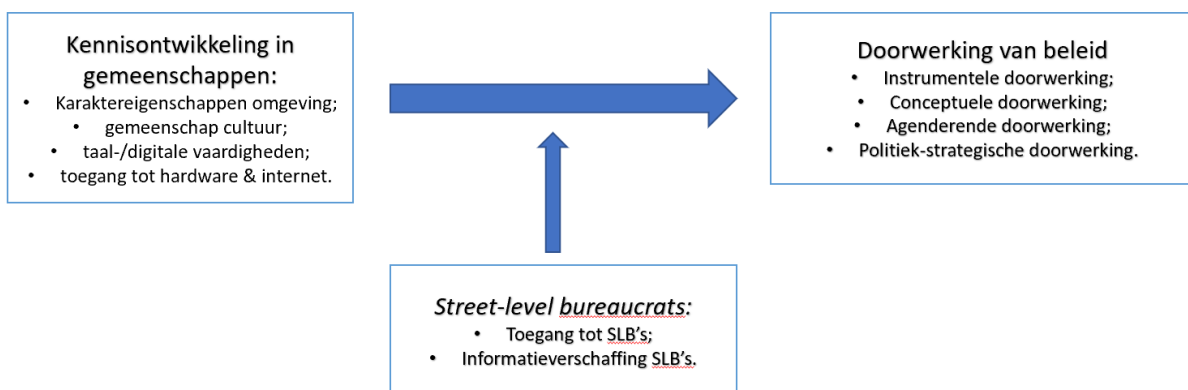 Kennisontwikkeling in
gemeenschappen:
• Karaktereigenschappen omgeving;
• gemeenschap cultuur;
• taal-/digitale vaardigheden;
• toegang tot hardware & internet.
Doorwerking van beleid
• Instrumentele doorwerking;
• Conceptuele doorwerking;
• Agenderende doorwerking;
• Politiek-strategische doorwerking.
Street-level bureaucrats:
• Toegang tot SLB's;
• Informatieverschaffing SLB's.